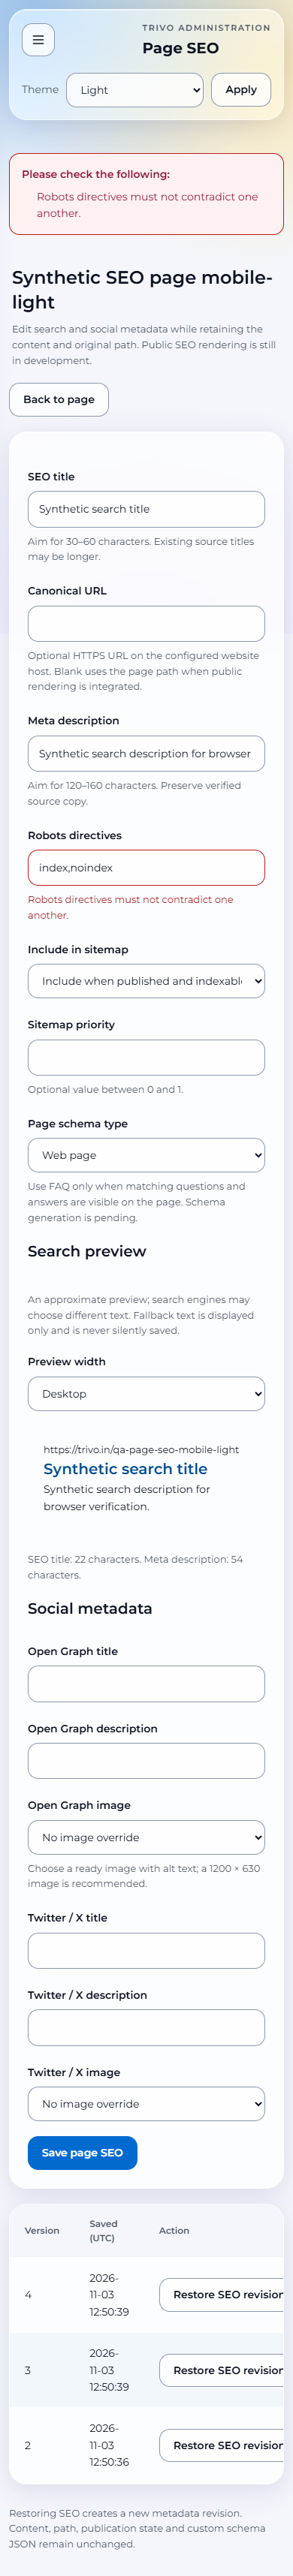 TRIVO ADMINISTRATION
Page SEO
Theme
Light
Apply
Please check the following:
Robots directives must not contradict one
another.
Synthetic SEO page mobile-
light
Edit search and social metadata while retaining the
content and original path. Public SEO rendering is still
in development.
Back to page
SEO title
Synthetic search title
Aim for 30–60 characters. Existing source titles
may be longer.
Canonical URL
Optional HTTPS URL on the configured website
host. Blank uses the page path when public
rendering is integrated.
Meta description
Synthetic search description for browser
Aim for 120–160 characters. Preserve verified
source copy.
Robots directives
index,noindex
Robots directives must not contradict one
another.
Include in sitemap
Include when published and indexable
Sitemap priority
Optional value between 0 and 1.
Page schema type
Web page
Use FAQ only when matching questions and
answers are visible on the page. Schema
generation is pending.
Search preview
An approximate preview; search engines may
choose different text. Fallback text is displayed
only and is never silently saved.
Preview width
Desktop
https://trivo.in/qa-page-seo-mobile-light
Synthetic search title
Synthetic search description for
browser verification.
SEO title: 22 characters. Meta description: 54
characters.
Social metadata
Open Graph title
Open Graph description
Open Graph image
No image override
Choose a ready image with alt text; a 1200 × 630
image is recommended.
Twitter / X title
Twitter / X description
Twitter / X image
No image override
Save page SEO
Version
Saved
(UTC)
Action
4
2026-
11-03
12:50:39
Restore SEO revision
3
2026-
11-03
12:50:39
Restore SEO revision
2
2026-
11-03
12:50:36
Restore SEO revision
Restoring SEO creates a new metadata revision.
Content, path, publication state and custom schema
JSON remain unchanged.